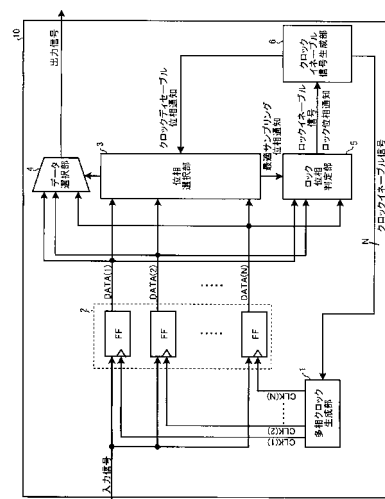 10
出力信号
4
データ
選択部
3
位相
選択部
クロックディセーブル
位相通知
6
クロック
イネーブル
信号生成部
最適サンプリング
位相通知
ロックイネーブル
信号
ロック位相通知
5
ロック
位相
判定部
DATA(1)
DATA(2)
DATA(N)
2
FF
FF
FF
入力信号
CLK(1)
CLK(2)
CLK(N)
1
多相クロック
生成部
N
クロックイネーブル信号